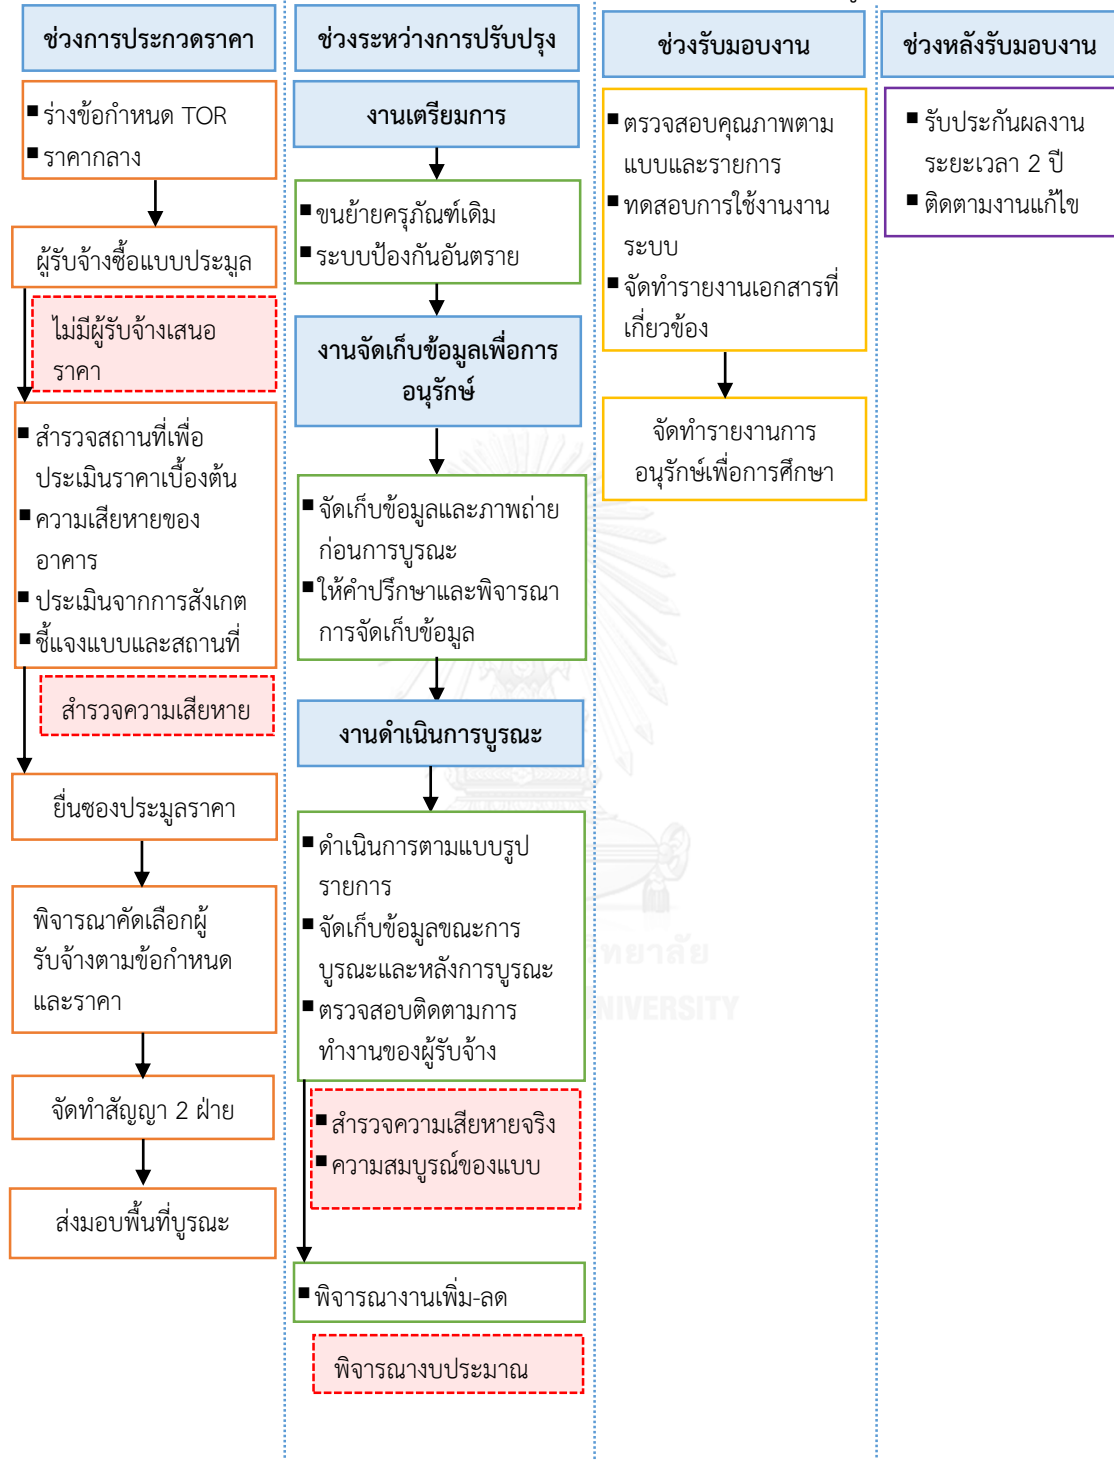 ช่วงการประกวดราคา
■ ร่างข้อกำหนด TOR
■ ราคากลาง
ผู้รับจ้างซื้อแบบประมูล
ไม่มีผู้รับจ้างเสนอ
ราคา
■ สำรวจสถานที่เพื่อ
ประเมินราคาเบื้องต้น
■ ความเสียหายของ
อาคาร
■ ประเมินจากการสังเกต
■ ชี้แจงแบบและสถานที่
สำรวจความเสียหาย
ยื่นซองประมูลราคา
พิจารณาคัดเลือกผู้
รับจ้างตามข้อกำหนด
และราคา
จัดทำสัญญา 2 ฝ่าย
ส่งมอบพื้นที่บูรณะ
ช่วงระหว่างการปรับปรุง
งานเตรียมการ
■ ขนย้ายครุภัณฑ์เดิม
■ ระบบป้องกันอันตราย
งานจัดเก็บข้อมูลเพื่อการ
อนุรักษ์
■ จัดเก็บข้อมูลและภาพถ่าย
ก่อนการบูรณะ
■ ให้คำปรึกษาและพิจารณา
การจัดเก็บข้อมูล
งานดำเนินการบูรณะ
■ ดำเนินการตามแบบรูป
รายการ
■ จัดเก็บข้อมูลขณะการ
บูรณะและหลังการบูรณะ
■ ตรวจสอบติดตามการ
ทำงานของผู้รับจ้าง
■ สำรวจความเสียหายจริง
■ ความสมบูรณ์ของแบบ
■ พิจารณางานเพิ่ม-ลด
พิจารณางบประมาณ
ช่วงรับมอบงาน
■ ตรวจสอบคุณภาพตาม
แบบและรายการ
■ ทดสอบการใช้งานงาน
ระบบ
■ จัดทำรายงานเอกสารที่
เกี่ยวข้อง
จัดทำรายงานการ
อนุรักษ์เพื่อการศึกษา
ช่วงหลังรับมอบงาน
■ รับประกันผลงาน
ระยะเวลา 2 ปี
■ ติดตามงานแก้ไข